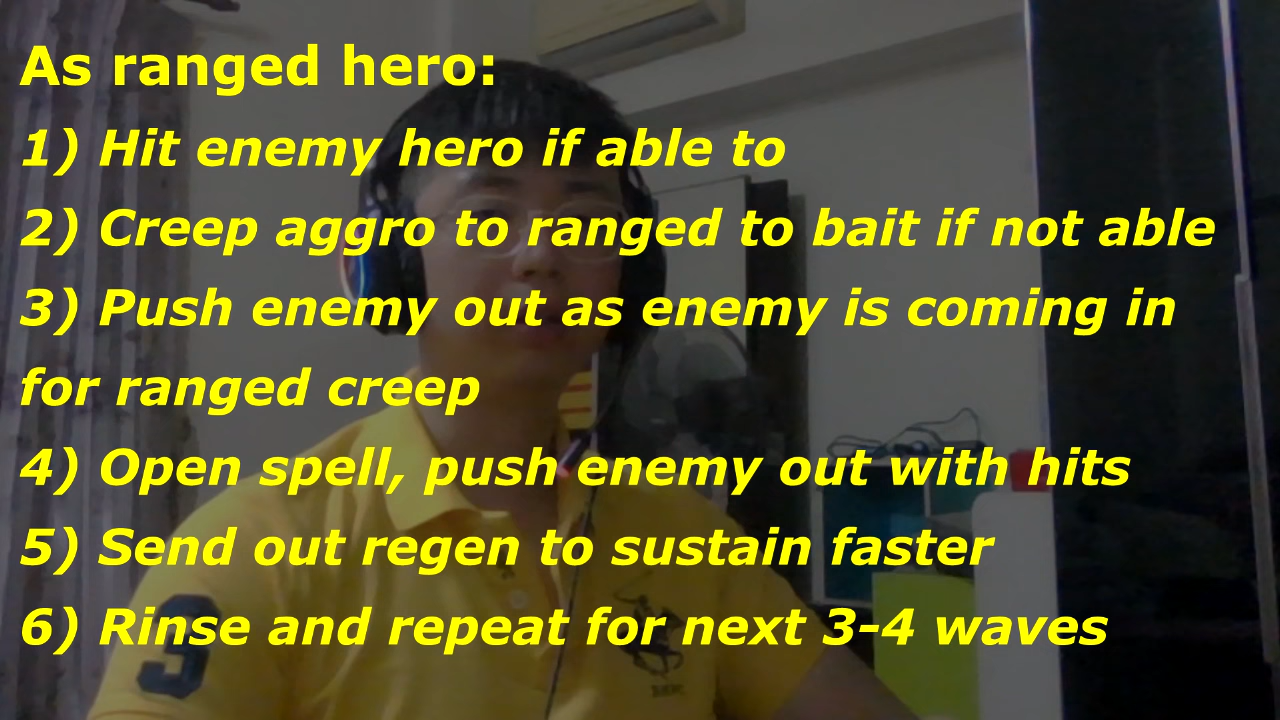 As ranged hero:
1) Hit enemy hero if able to
2) Creep aggro to ranged to bait if not able
3) Push enemy out as enemy is coming in
for ranged creep
4) Open spell, push enemy out with hits
5) Send out regen to sustain faster
6) Rinse and repeat for next 3-4 waves
3